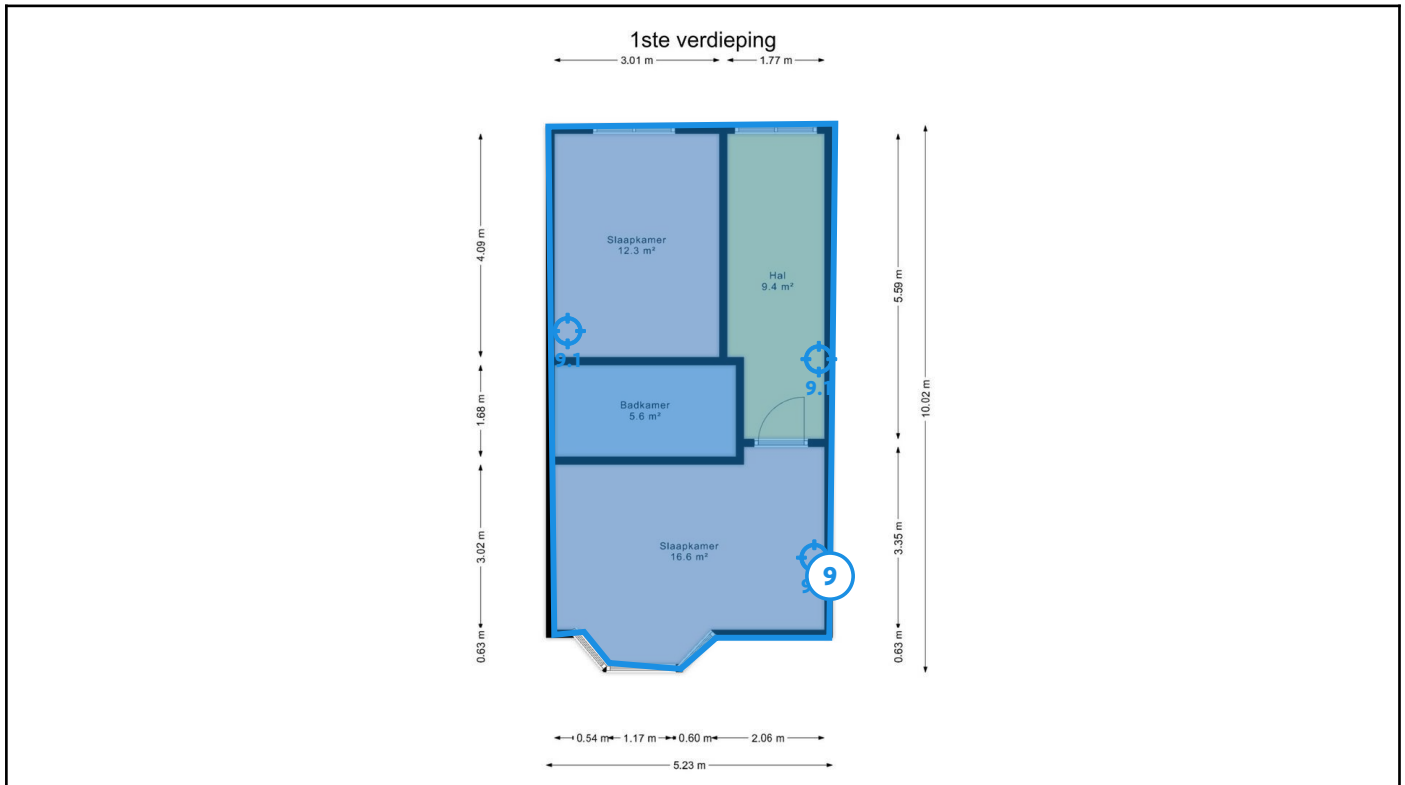 1ste verdieping
3.01 m
1.77 m
4.09 m
1.68 m
3.02 m
0.63 m
Slaapkamer
12.3 m²
Hal
9.4 m²
9.1
Badkamer
5.6 m²
Slaapkamer
16.6 m²
9
5.59 m
3.35 m
0.63 m
10.02 m
0.54 m
1.17 m
0.60 m
2.06 m
5.23 m